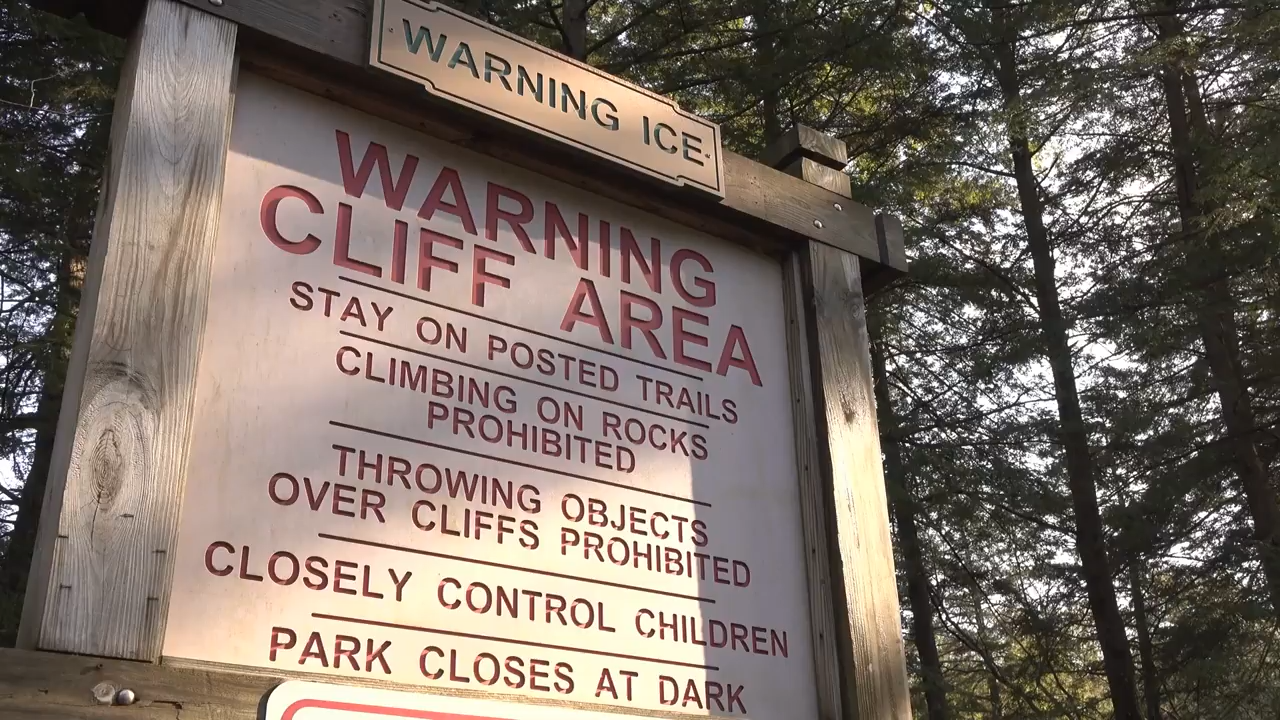 WARNING ICE
WARNING
CLIFF AREA
STAY ON POSTED TRAILS
CLIMBING ON ROCKS
PROHIBITED
THROWING OBJECTS
OVER CLIFFS PROHIBITED
CLOSELY CONTROL CHILDREN
PARK CLOSES AT DARK